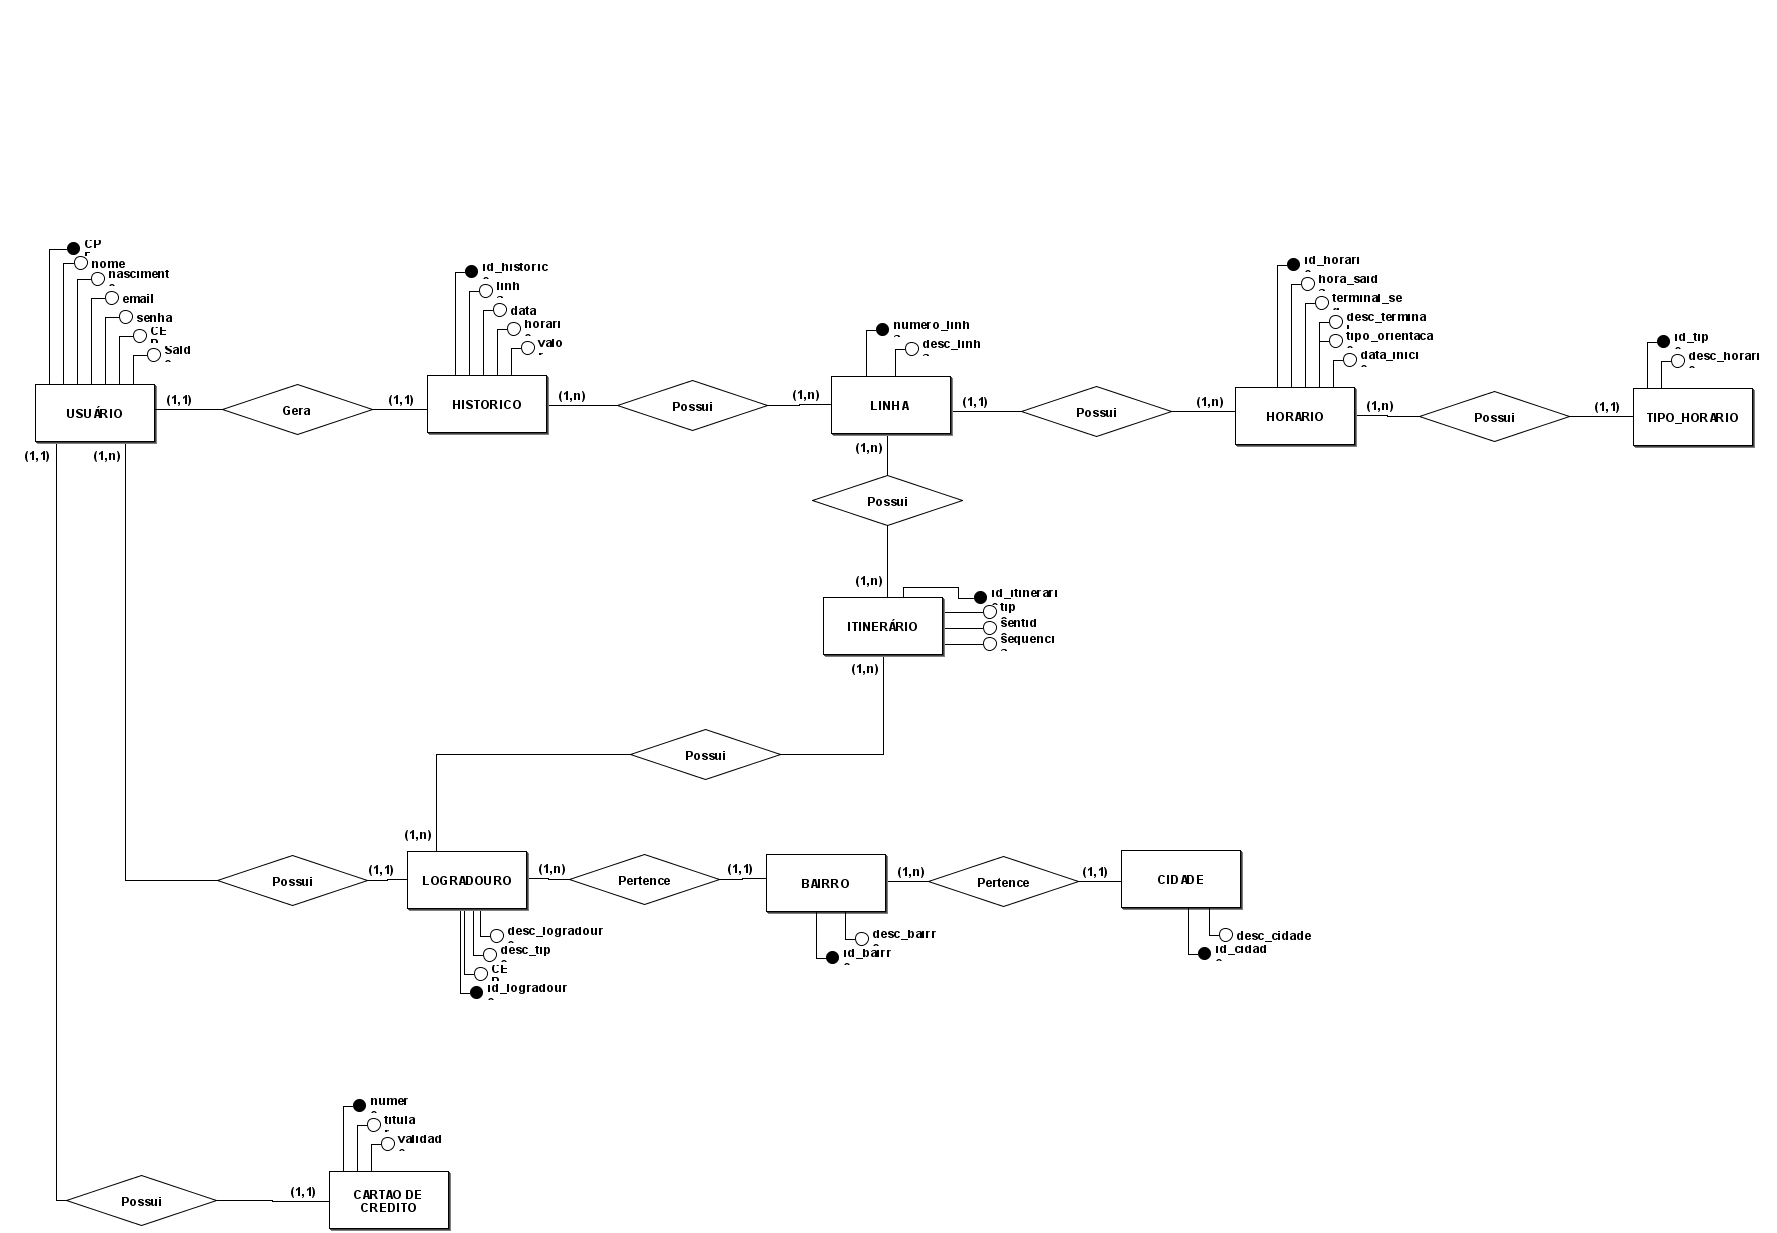 CP
nome
nasciment
email
senha
CE
Sald
USUÁRIO
(1,1)
Gera
(1,1)
id_historic
linh
data
horari
valo
HISTORICO
(1,n)
Possui
(1,n)
numero_linh
desc_linh
LINHA
(1,1)
Possui
(1,n)
id_horari
hora_said
terminal_se
desc_termina
tipo_orientaca
data_inici
HORARIO
(1,n)
Possui
(1,1)
id_tip
desc_horari
TIPO_HORARIO
(1,1)
(1,n)
(1,n)
Possui
(1,n)
id_itinerari
tip
sentid
sequenci
ITINERÁRIO
(1,n)
Possui
(1,n)
Possui
(1,1)
LOGRADOURO
(1,n)
Pertence
(1,1)
BAIRRO
(1,n)
Pertence
(1,1)
CIDADE
desc_logradour
desc_tip
CE
id_logradour
desc_bairr
id_bairr
desc_cidade
id_cidad
numer
titula
validad
Possui
(1,1)
CARTAO DE
CREDITO